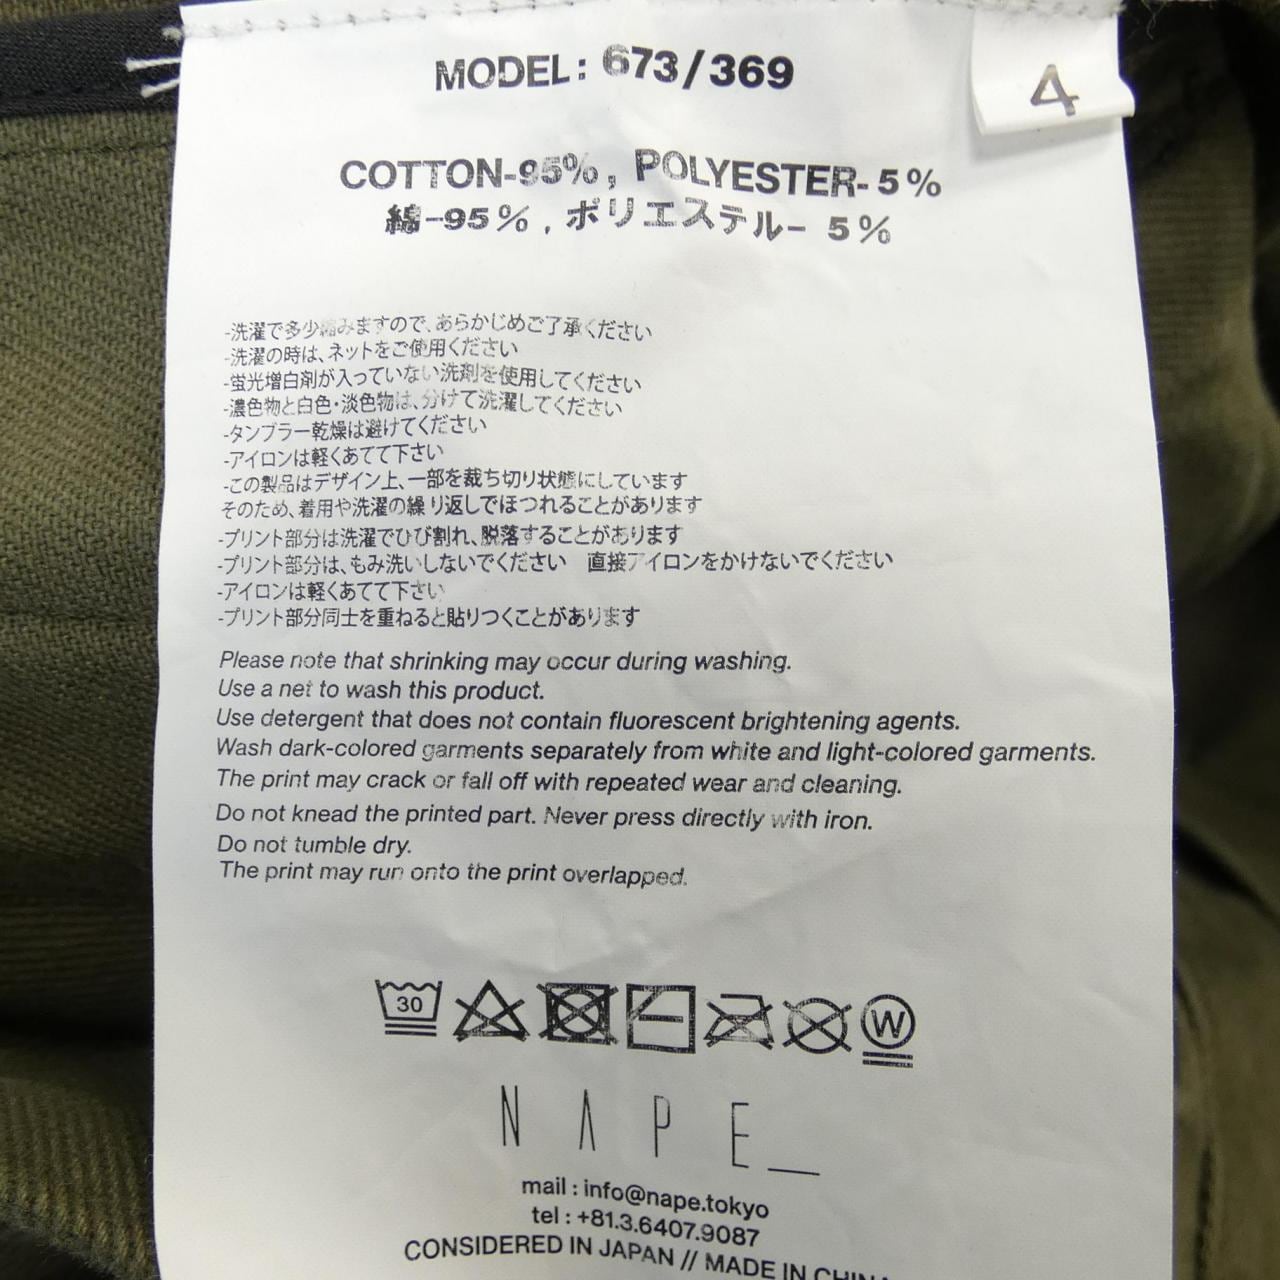 MODEL: 673/369
4
COTTON-95%, POLYESTER- 5%
綿-95%, ポリエステル- 5%
-洗濯で多少縮みますので、あらかじめご了承ください
-洗濯の時は、ネットをご使用ください
-蛍光増白剤が入っていない洗剤を使用してください
-濃色物と白色・淡色物は、分けて洗濯してください
-タンブラー乾燥は避けてください
-アイロンは軽くあてて下さい
-この製品はデザイン上、一部を裁ち切り状態にしています
そのため、着用や洗濯の繰り返しでほつれることがあります
-プリント部分は洗濯でひび割れ、脱落することがあります
-プリント部分は、もみ洗いしないでください　直接アイロンをかけないでください
-アイロンは軽くあてて下さい
-プリント部分同士を重ねると貼りつくことがあります
Please note that shrinking may occur during washing.
Use a net to wash this product.
Use detergent that does not contain fluorescent brightening agents.
Wash dark-colored garments separately from white and light-colored garments.
The print may crack or fall off with repeated wear and cleaning.
Do not knead the printed part. Never press directly with iron.
Do not tumble dry.
The print may run onto the print overlapped.
30
W
NAPE_
mail : info@nape.tokyo
tel : +81.3.6407.9087
CONSIDERED IN JAPAN // MADE IN CHINA